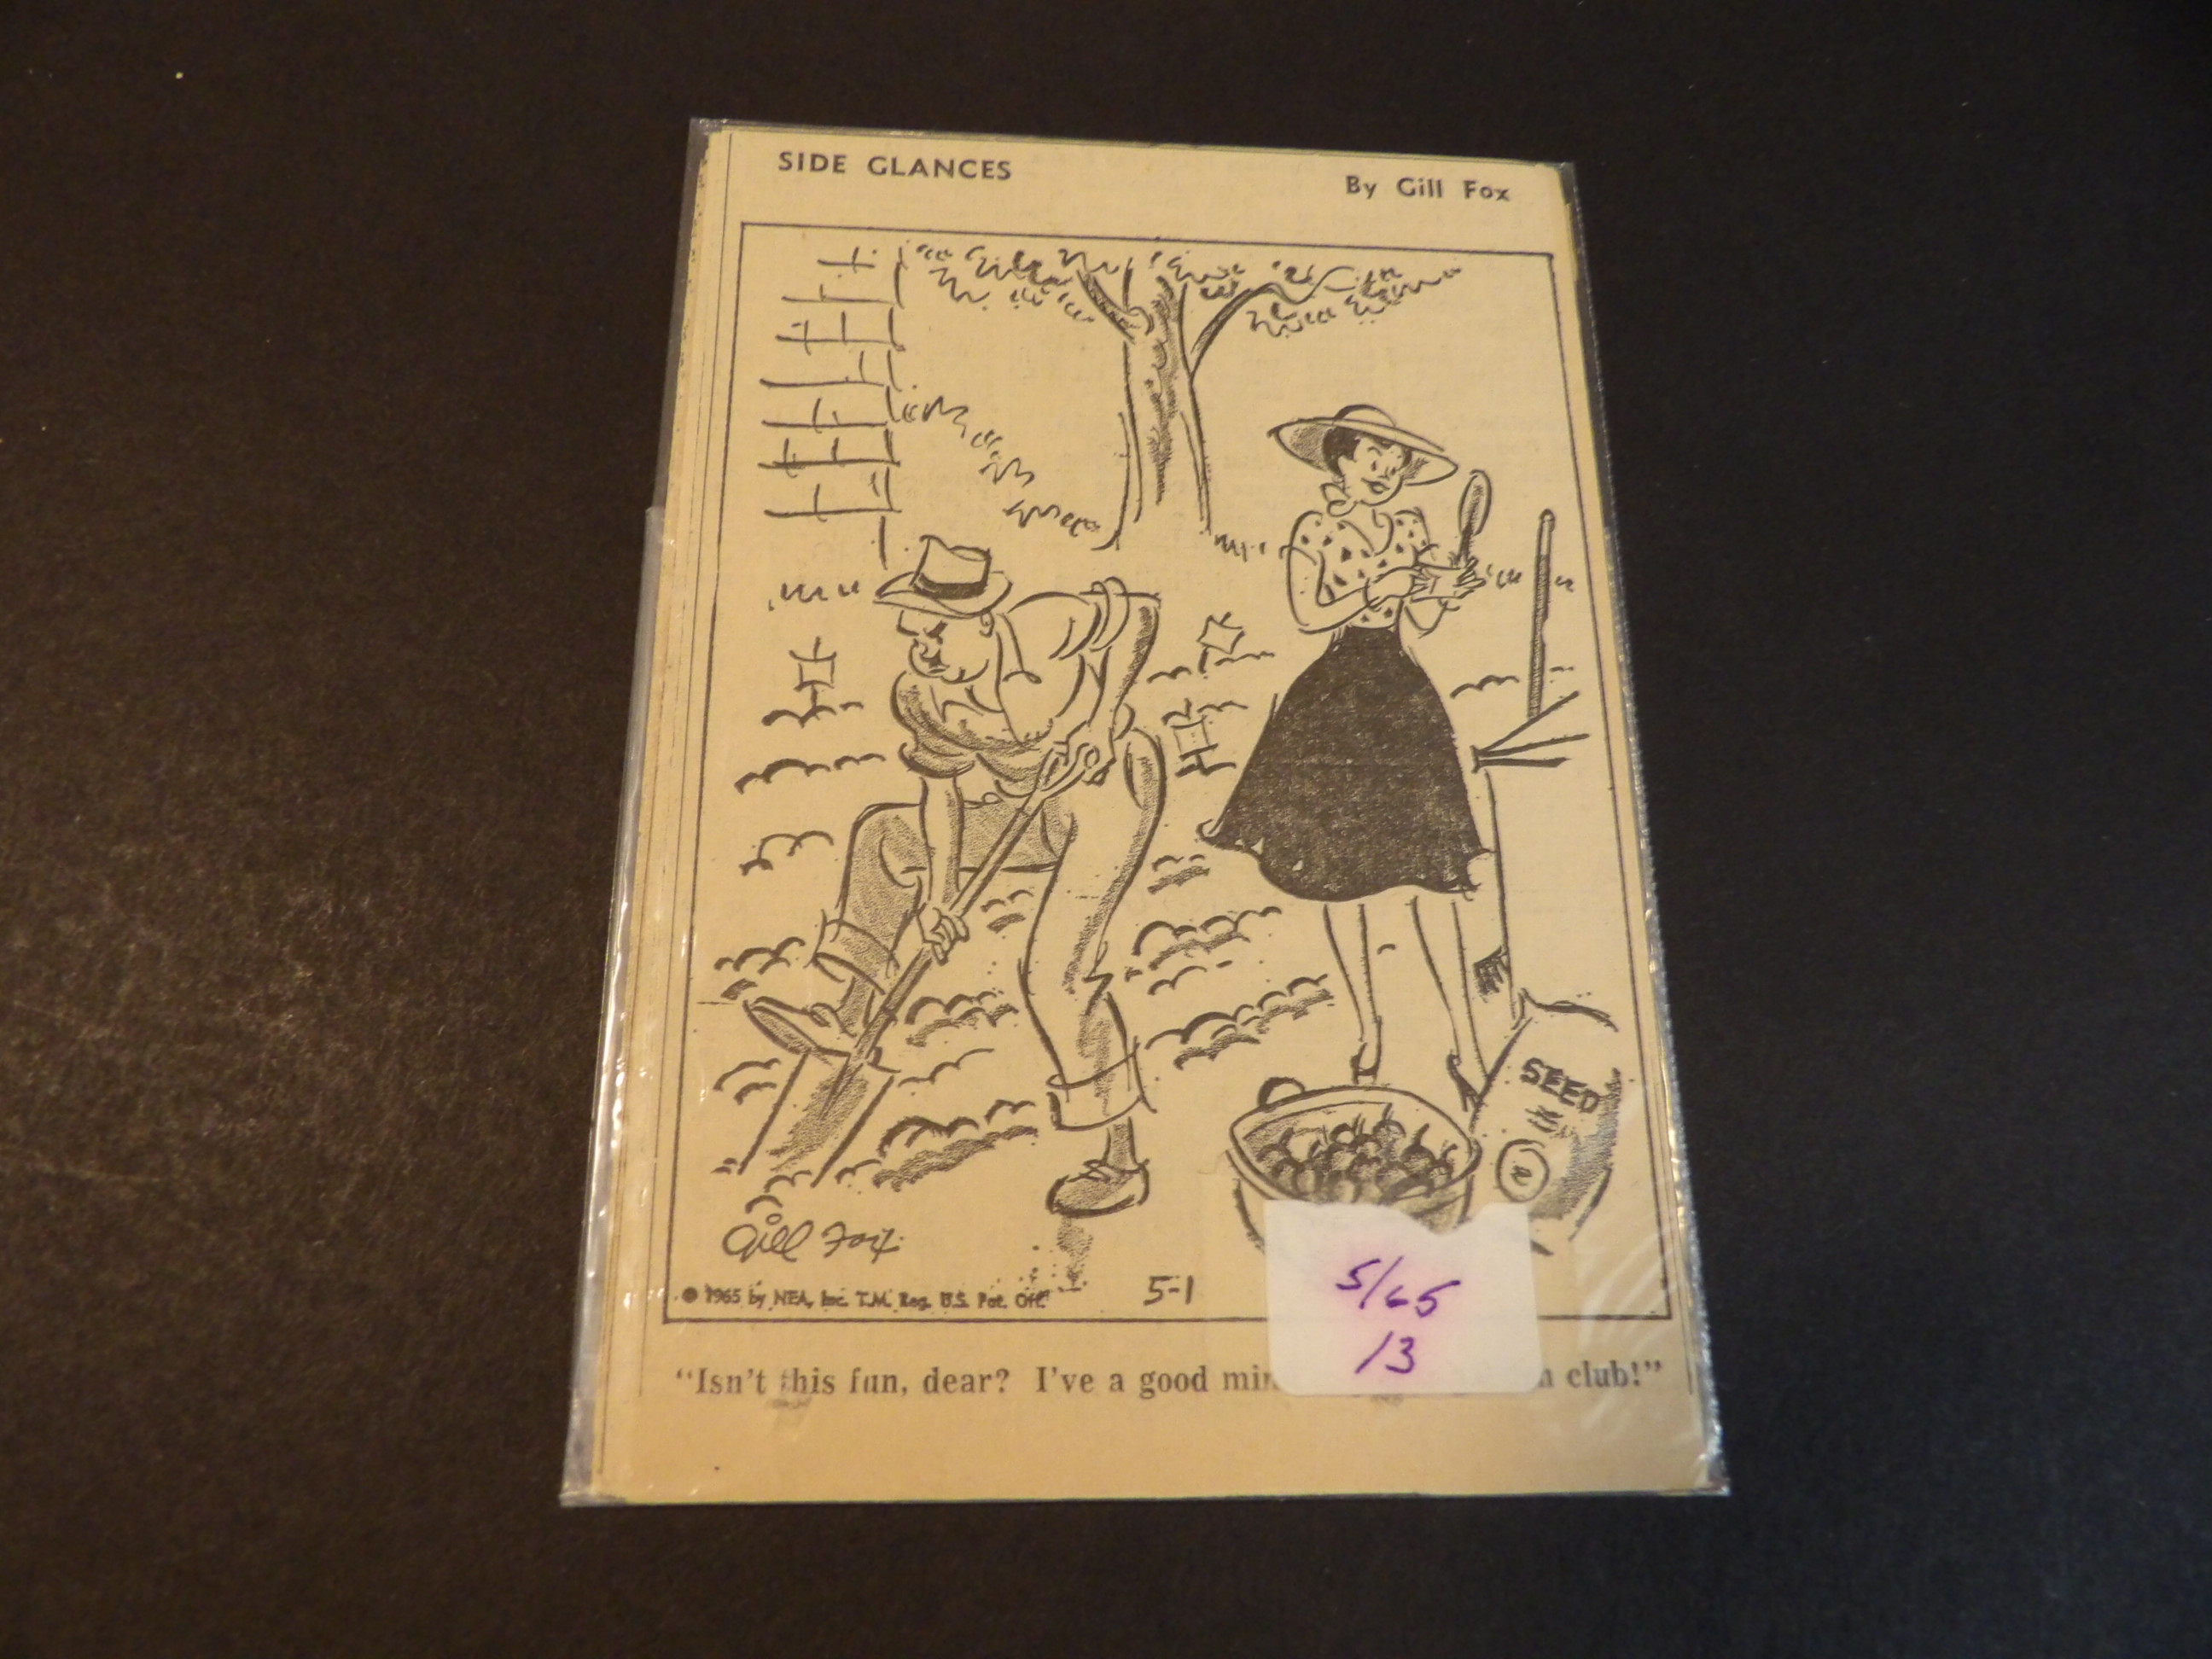 SIDE GLANCES
By Gill Fox
SEED
Gill Fox
© 1965 by NEA, Inc. T.M. Reg. U.S. Pat. Off.
5-1
5/65
13
“Isn't this fun, dear? I've a good club!”